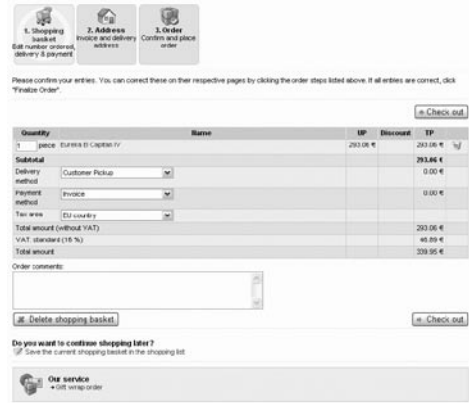 1. Shopping basket
Edit number ordered, delivery & payment
2. Address
Invoice and delivery address
3. Order
Confirm and place order
Please confirm your entries. You can correct these on their respective pages by clicking the order steps listed above. If all entries are correct, click
"Finalize Order".
Check out
Quantity Name UP Discount TP
1 piece Eureka El Capitan IV 293.06 € 293.06 €
Subtotal 293.06 €
Delivery method Customer Pickup 0.00 €
Payment method Invoice 0.00 €
Tax area EU country
Total amount (without VAT) 293.06 €
VAT: standard (16 %) 46.89 €
Total amount 339.95 €
Order comments:
Delete shopping basket Check out
Do you want to continue shopping later?
Save the current shopping basket in the shopping list
Our service
Gift wrap order